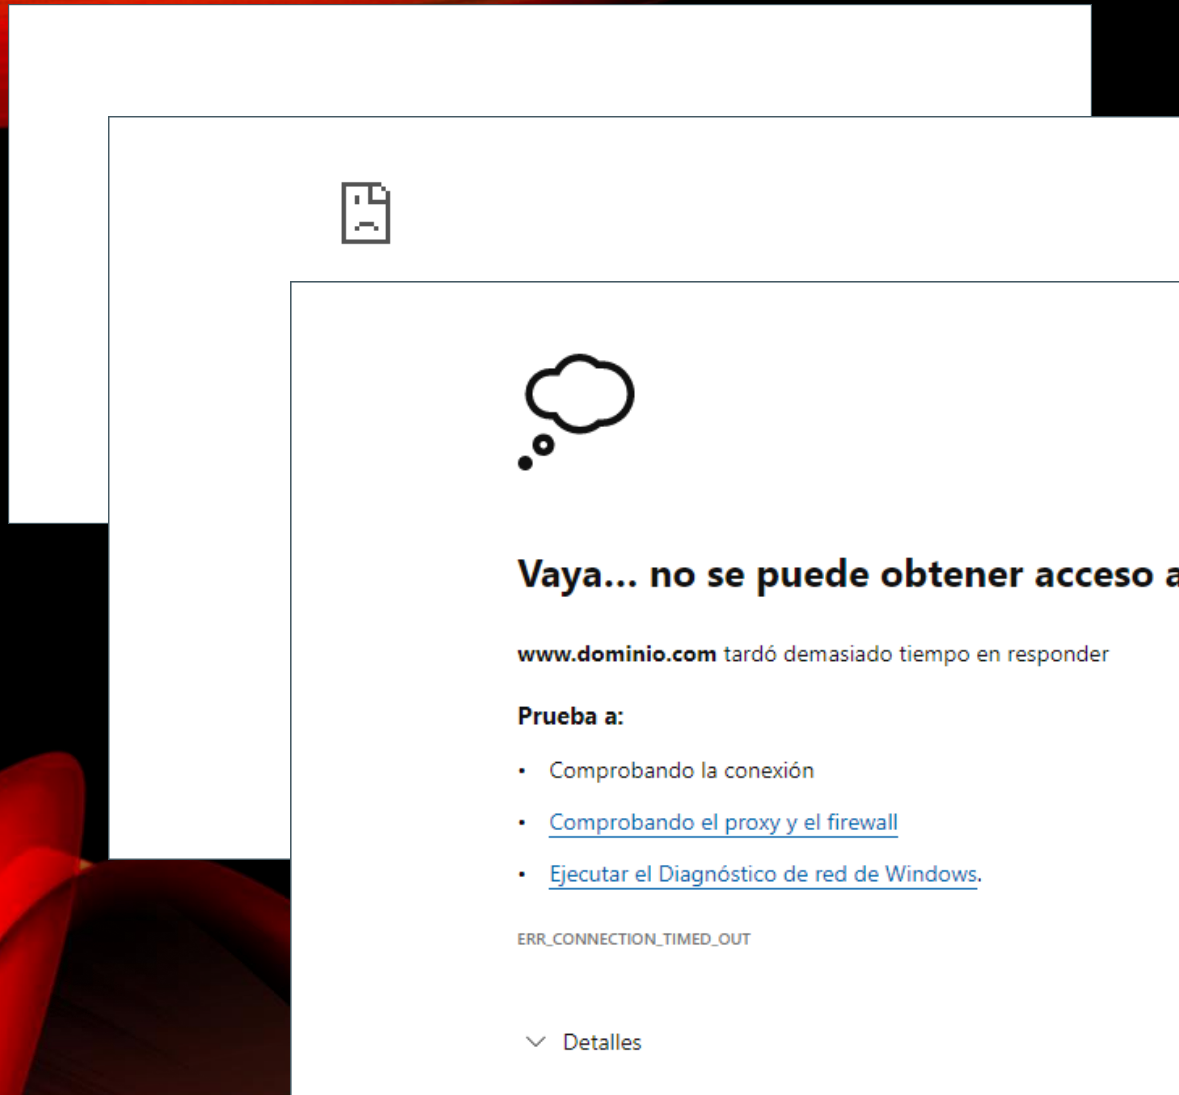 Vaya... no se puede obtener acceso a
www.dominio.com tardó demasiado tiempo en responder
Prueba a:
• Comprobando la conexión
• Comprobando el proxy y el firewall
• Ejecutar el Diagnóstico de red de Windows.
ERR_CONNECTION_TIMED_OUT
Detalles